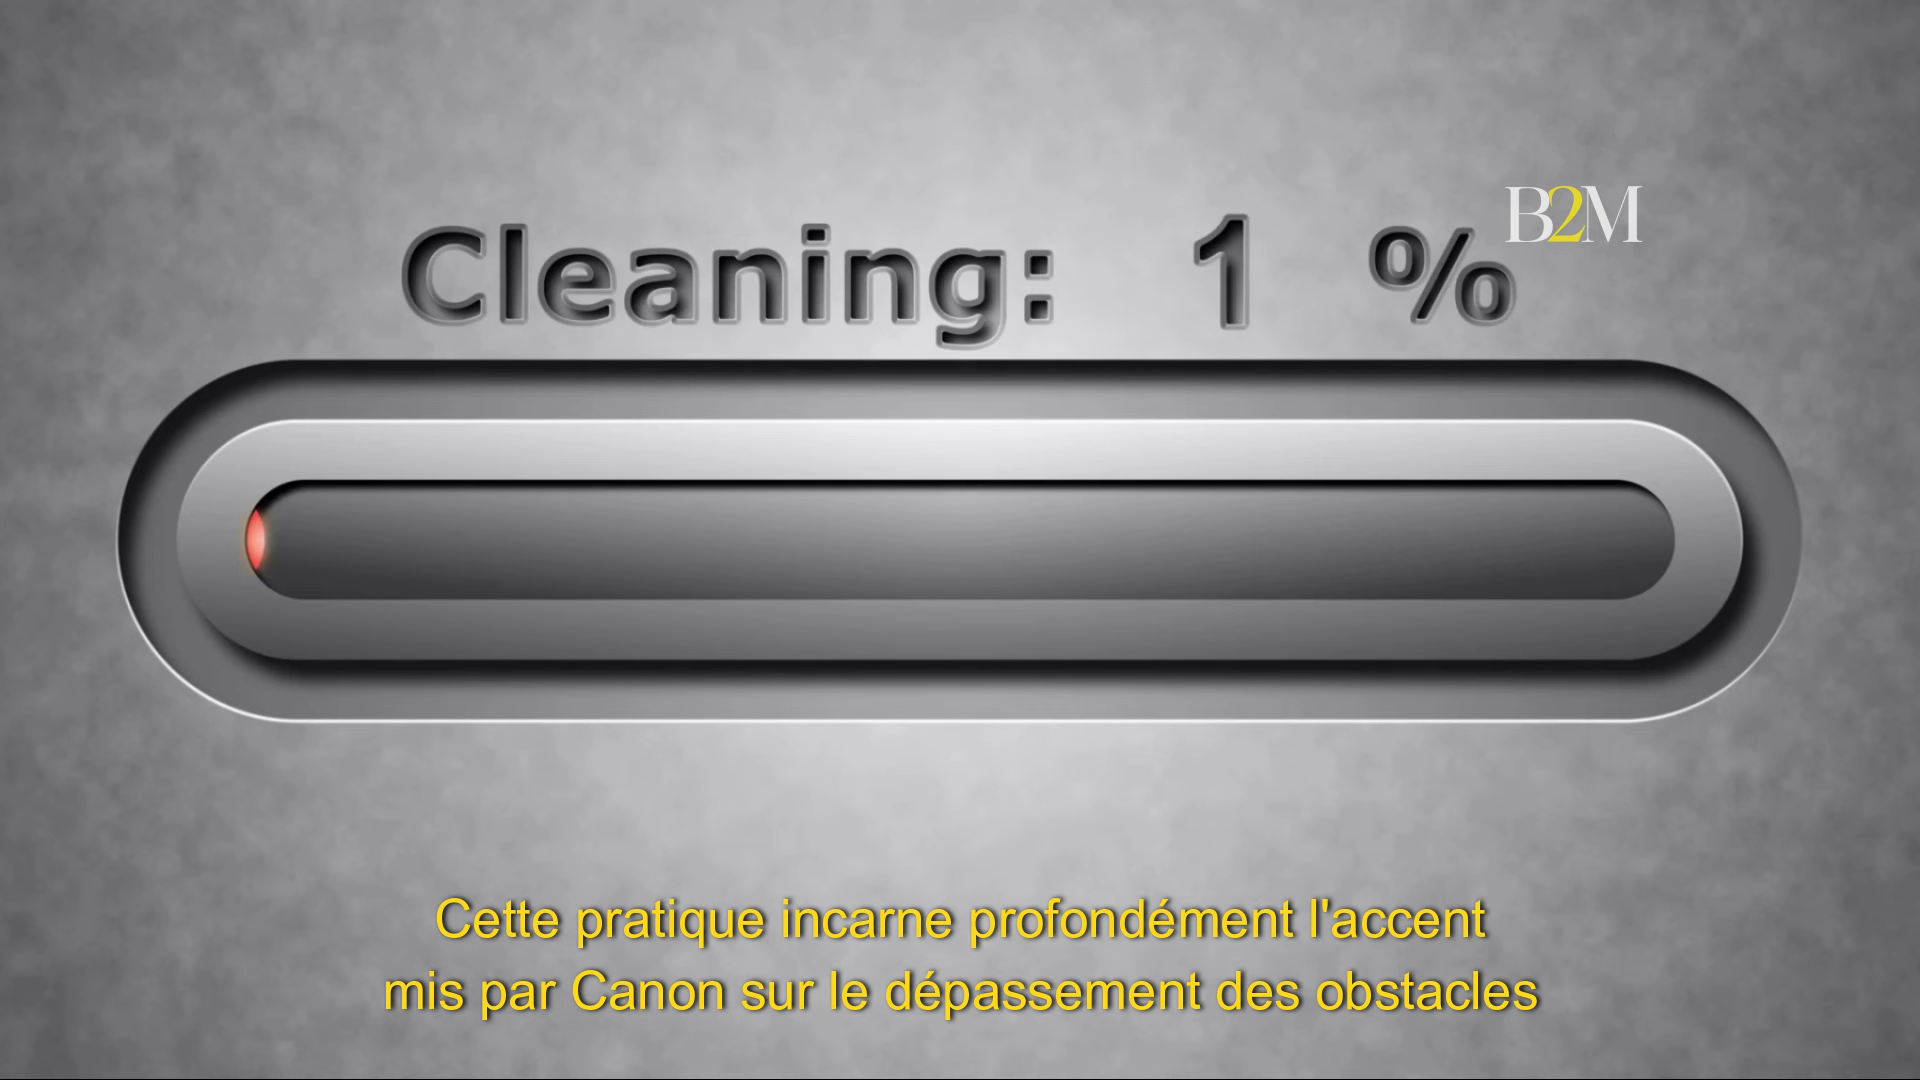 B2M
Cleaning: 1 %
Cette pratique incarne profondément l'accent
mis par Canon sur le dépassement des obstacles